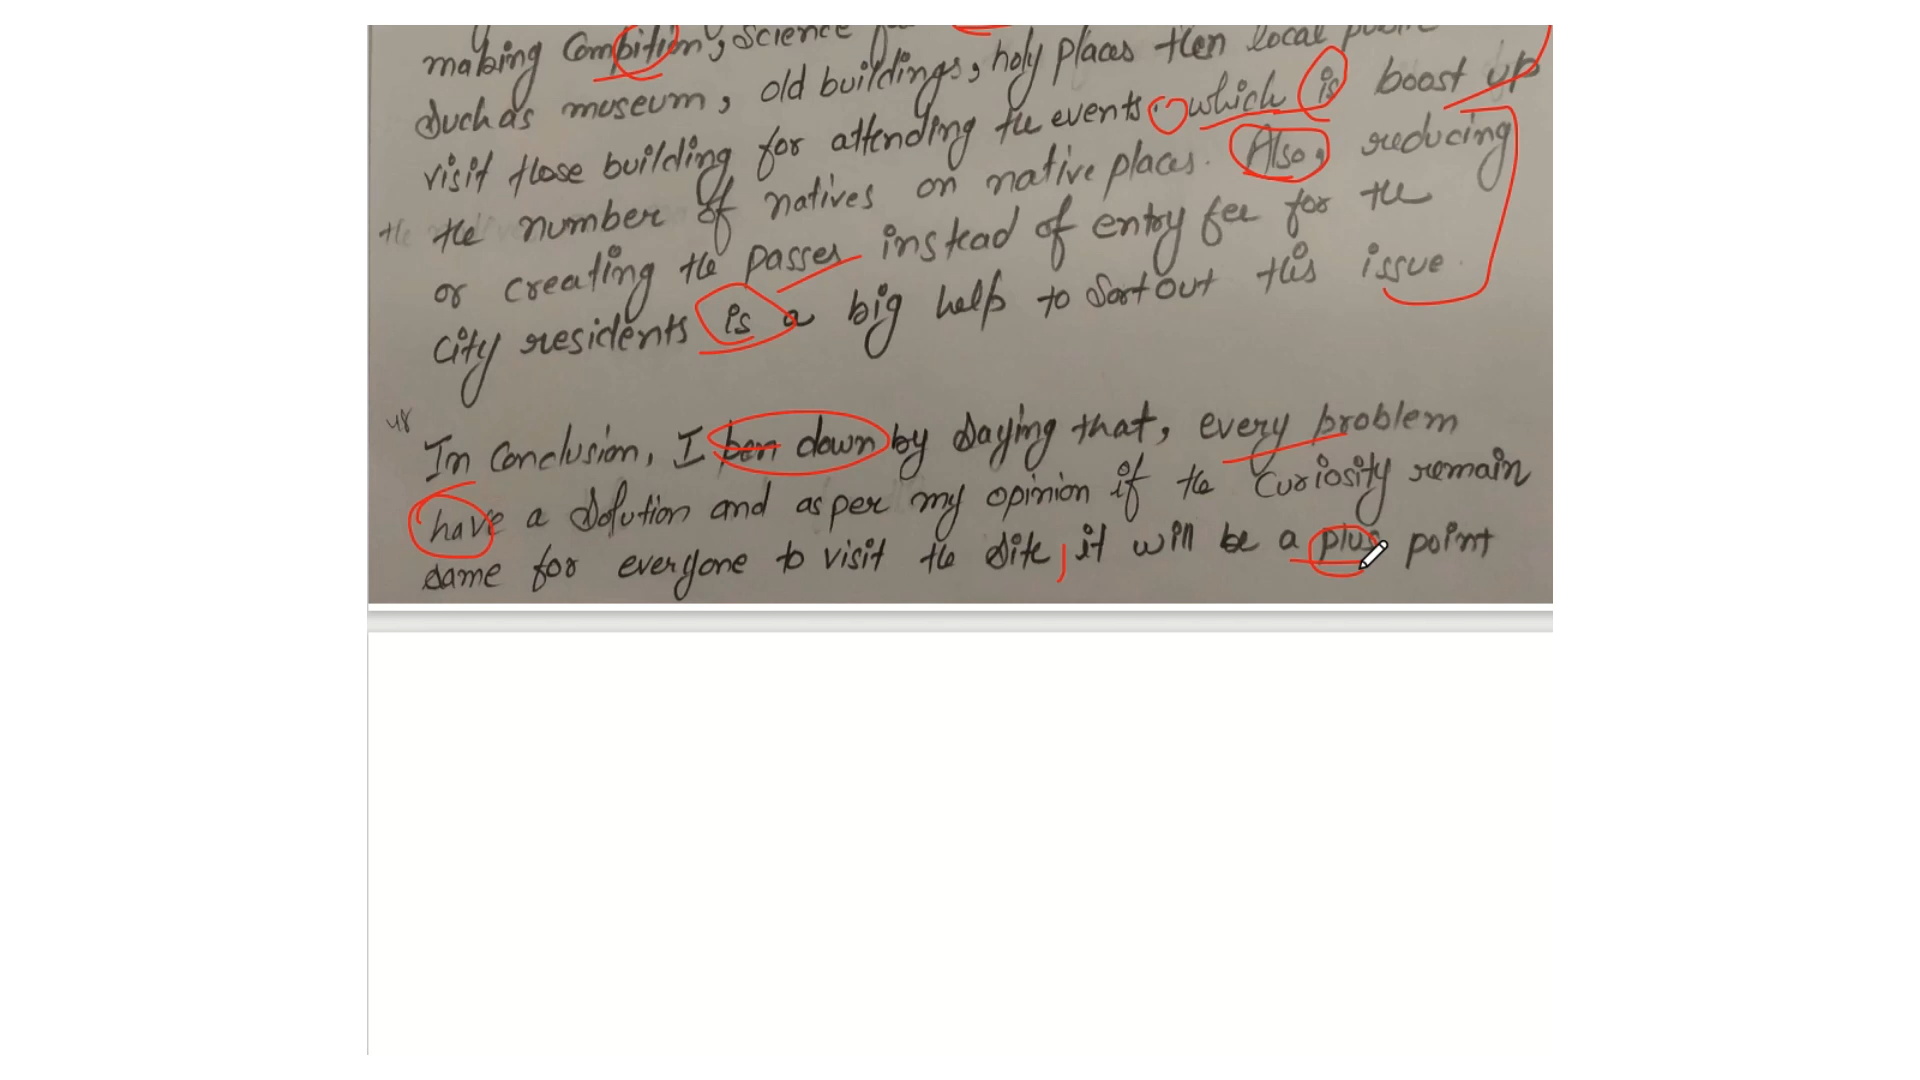 making Combition, Science
Such as museum, old buildings, holy places then local public
visit those building for attending the events. which is boost up
the number of natives on native places. Also, reducing
or creating the passes instead of entry fee for the
city residents is a big help to Sort Out this issue.
48
In Conclusion, I pen down by Saying that, every problem
have a Solution and as per my opinion if the Curiosity remain
same for everyone to visit the Site, it will be a plus point